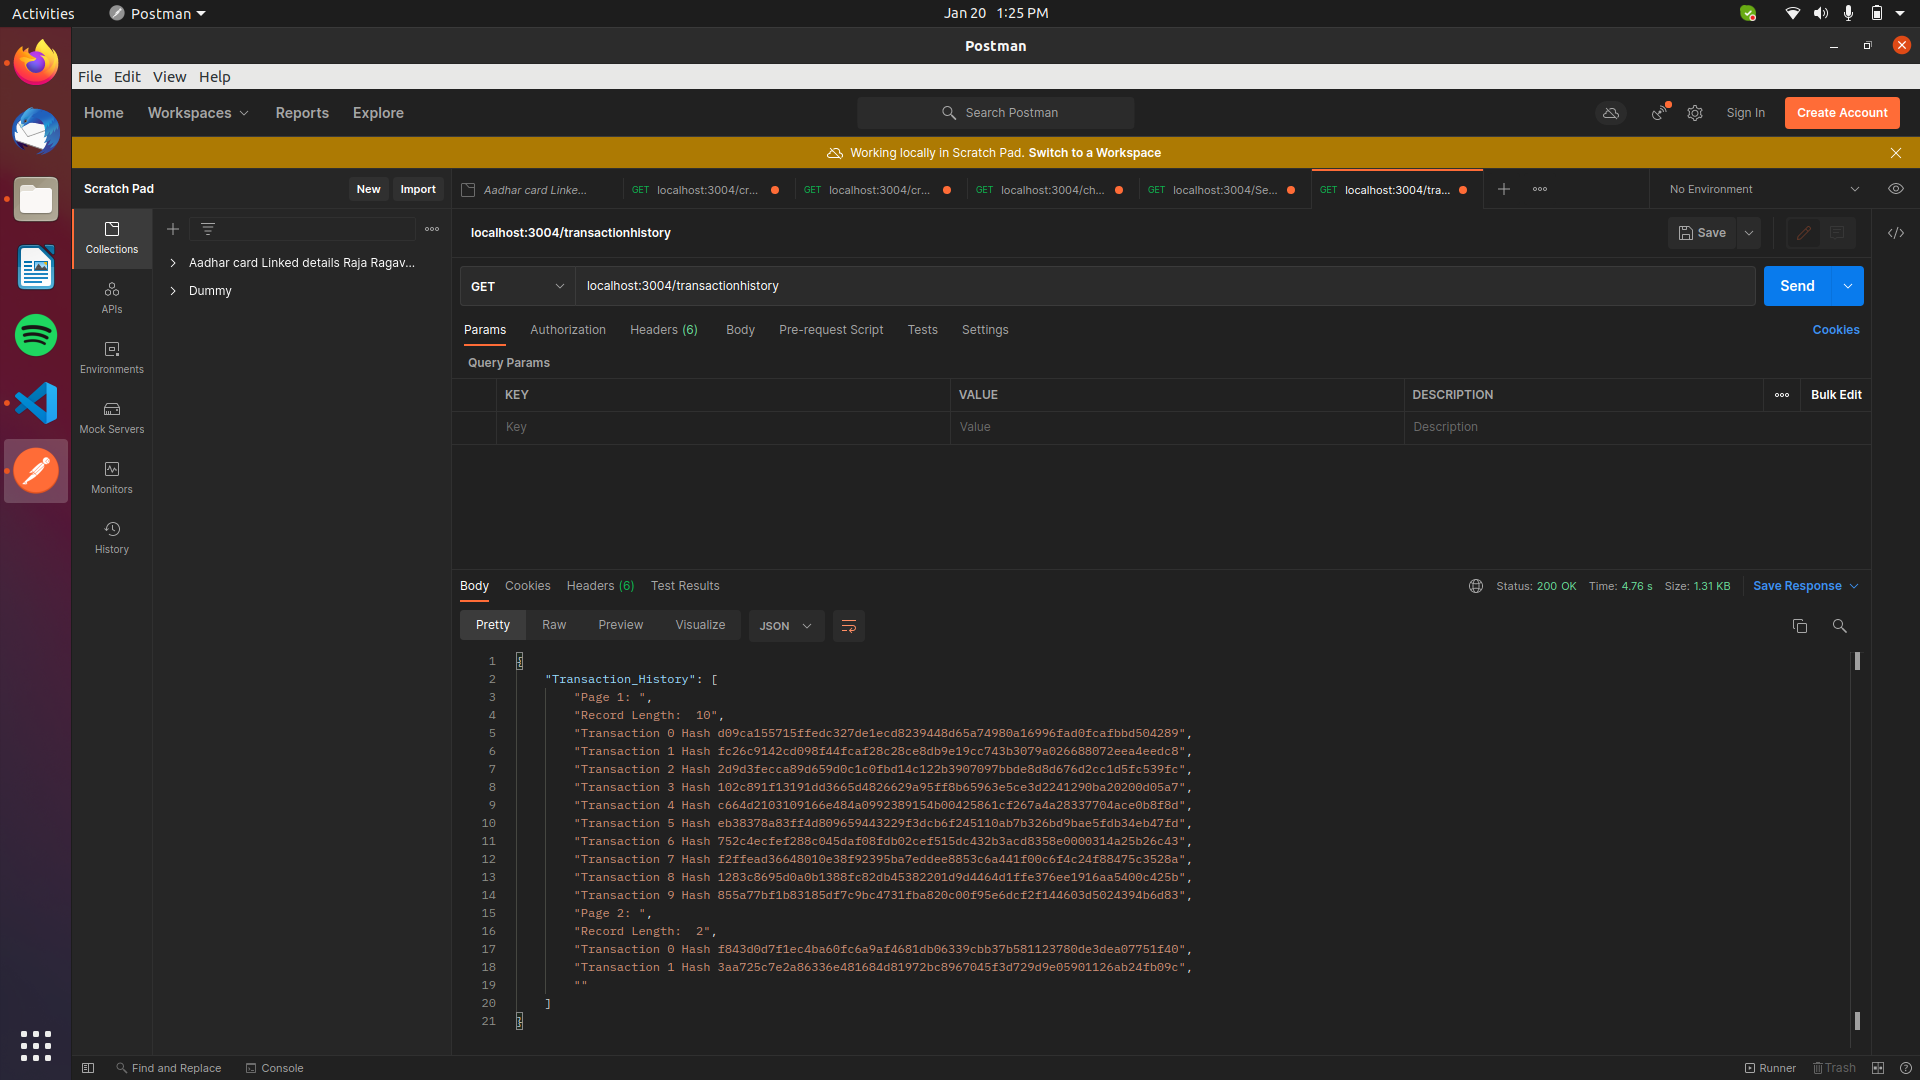 Activities
Postman
Jan 20 1:25 PM
Postman
File Edit View Help
Home Workspaces Reports Explore
Search Postman
Sign In
Create Account
Working locally in Scratch Pad. Switch to a Workspace
Scratch Pad
New
Import
Aadhar card Linke...
GET localhost:3004/cr...
GET localhost:3004/cr...
GET localhost:3004/ch...
GET localhost:3004/Se...
GET localhost:3004/tra...
No Environment
Collections
APIs
Environments
Mock Servers
Monitors
History
Aadhar card Linked details Raja Ragav...
Dummy
localhost:3004/transactionhistory
Save
GET
localhost:3004/transactionhistory
Send
Params Authorization Headers (6) Body Pre-request Script Tests Settings
Cookies
Query Params
KEY VALUE DESCRIPTION
Bulk Edit
Key Value Description
Body Cookies Headers (6) Test Results
Status: 200 OK Time: 4.76 s Size: 1.31 KB
Save Response
Pretty Raw Preview Visualize
JSON
1 {
2 "Transaction_History": [
3 "Page 1: ",
4 "Record Length:  10",
5 "Transaction 0 Hash d09ca155715ffedc327de1ecd8239448d65a74980a16996fad0fcafbbd504289",
6 "Transaction 1 Hash fc26c9142cd098f44fcaf28c28ce8db9e19cc743b3079a026688072eea4eedc8",
7 "Transaction 2 Hash 2d9d3fecca89d659d0c1c0fbd14c122b3907097bbde8d8d676d2cc1d5fc539fc",
8 "Transaction 3 Hash 102c891f13191dd3665d4826629a95ff8b65963e5ce3d2241290ba20200d05a7",
9 "Transaction 4 Hash c664d2103109166e484a0992389154b00425861cf267a4a28337704ace0b8f8d",
10 "Transaction 5 Hash eb38378a83ff4d809659443229f3dcb6f245110ab7b326bd9bae5fdb34eb47fd",
11 "Transaction 6 Hash 752c4ecfef288c045daf08fdb02cef515dc432b3acd8358e0000314a25b26c43",
12 "Transaction 7 Hash f2ffead36648010e38f92395ba7eddee8853c6a441f00c6f4c24f88475c3528a",
13 "Transaction 8 Hash 1283c8695d0a0b1388fc82db45382201d9d4464d1ffe376ee1916aa5400c425b",
14 "Transaction 9 Hash 855a77bf1b83185df7c9bc4731fba820c00f95e6dcf2f144603d5024394b6d83",
15 "Page 2: ",
16 "Record Length:  2",
17 "Transaction 0 Hash f843d0d7f1ec4ba60fc6a9af4681db06339cbb37b581123780de3dea07751f40",
18 "Transaction 1 Hash 3aa725c7e2a86336e481684d81972bc8967045f3d729d9e05901126ab24fb09c",
19 ""
20 ]
21 }
Find and Replace
Console
Runner
Trash